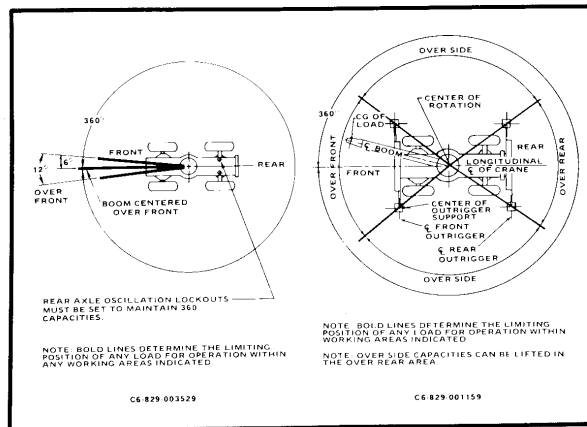 360°
FRONT
REAR
6°
12°
OVER
FRONT
BOOM CENTERED
OVER FRONT
REAR AXLE OSCILLATION LOCKOUTS
MUST BE SET TO MAINTAIN 360
CAPACITIES.
NOTE: BOLD LINES DETERMINE THE LIMITING
POSITION OF ANY LOAD FOR OPERATION WITHIN
ANY WORKING AREAS INDICATED
C6-829-003529
OVER SIDE
CENTER OF
ROTATION
360°
CG OF
LOAD
℄ BOOM
REAR
OVER FRONT
FRONT
LONGITUDINAL
℄ OF CRANE
OVER REAR
CENTER OF
OUTRIGGER
SUPPORT
℄ FRONT
OUTRIGGER
℄ REAR
OUTRIGGER
OVER SIDE
NOTE BOLD LINES DETERMINE THE LIMITING
POSITION OF ANY LOAD FOR OPERATION WITHIN
WORKING AREAS INDICATED
NOTE: OVER SIDE CAPACITIES CAN BE LIFTED IN
THE OVER REAR AREA.
C6-829-001159